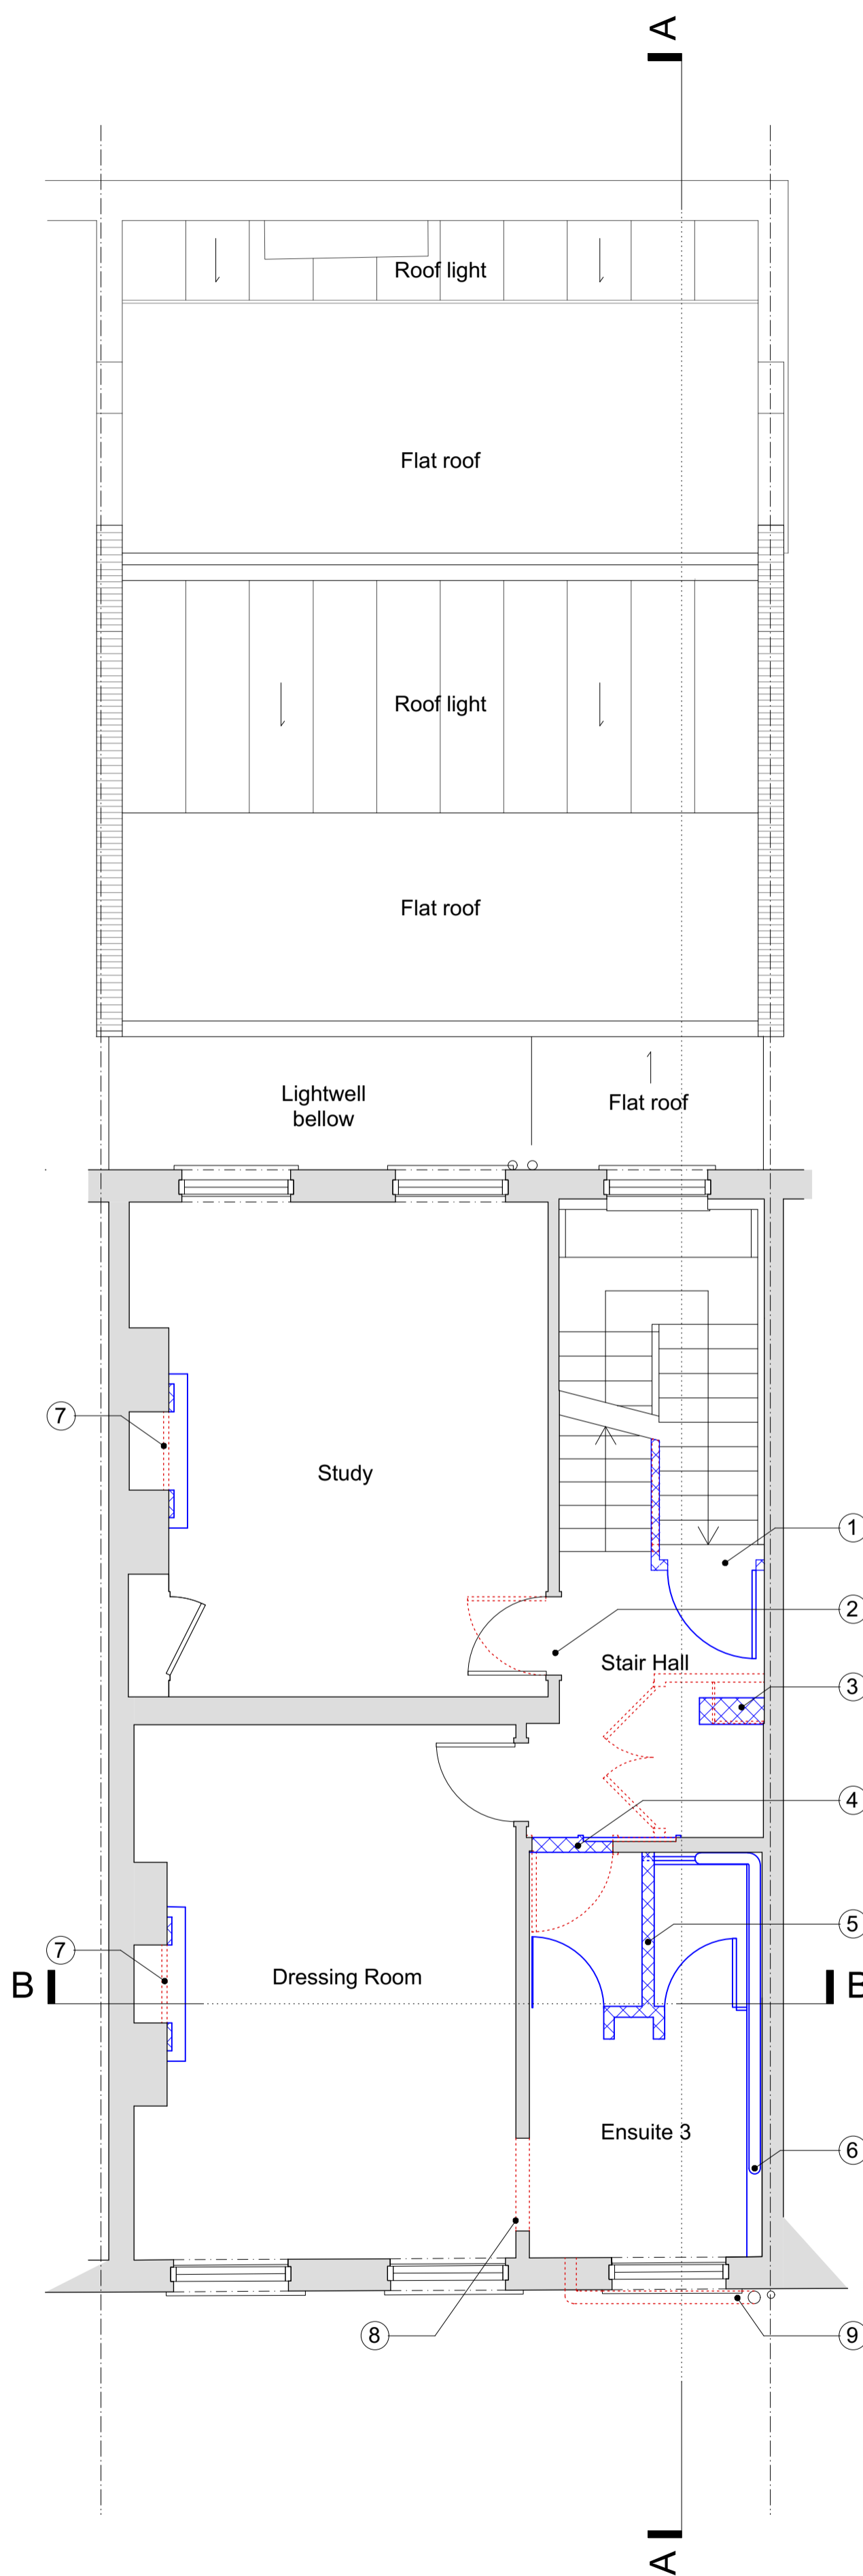 A
Roof light
Flat roof
Roof light
Flat roof
Lightwell
bellow
Flat roof
7
Study
1
2
Stair Hall
3
4
5
7
Dressing Room
B
B
Ensuite 3
6
8
9
A